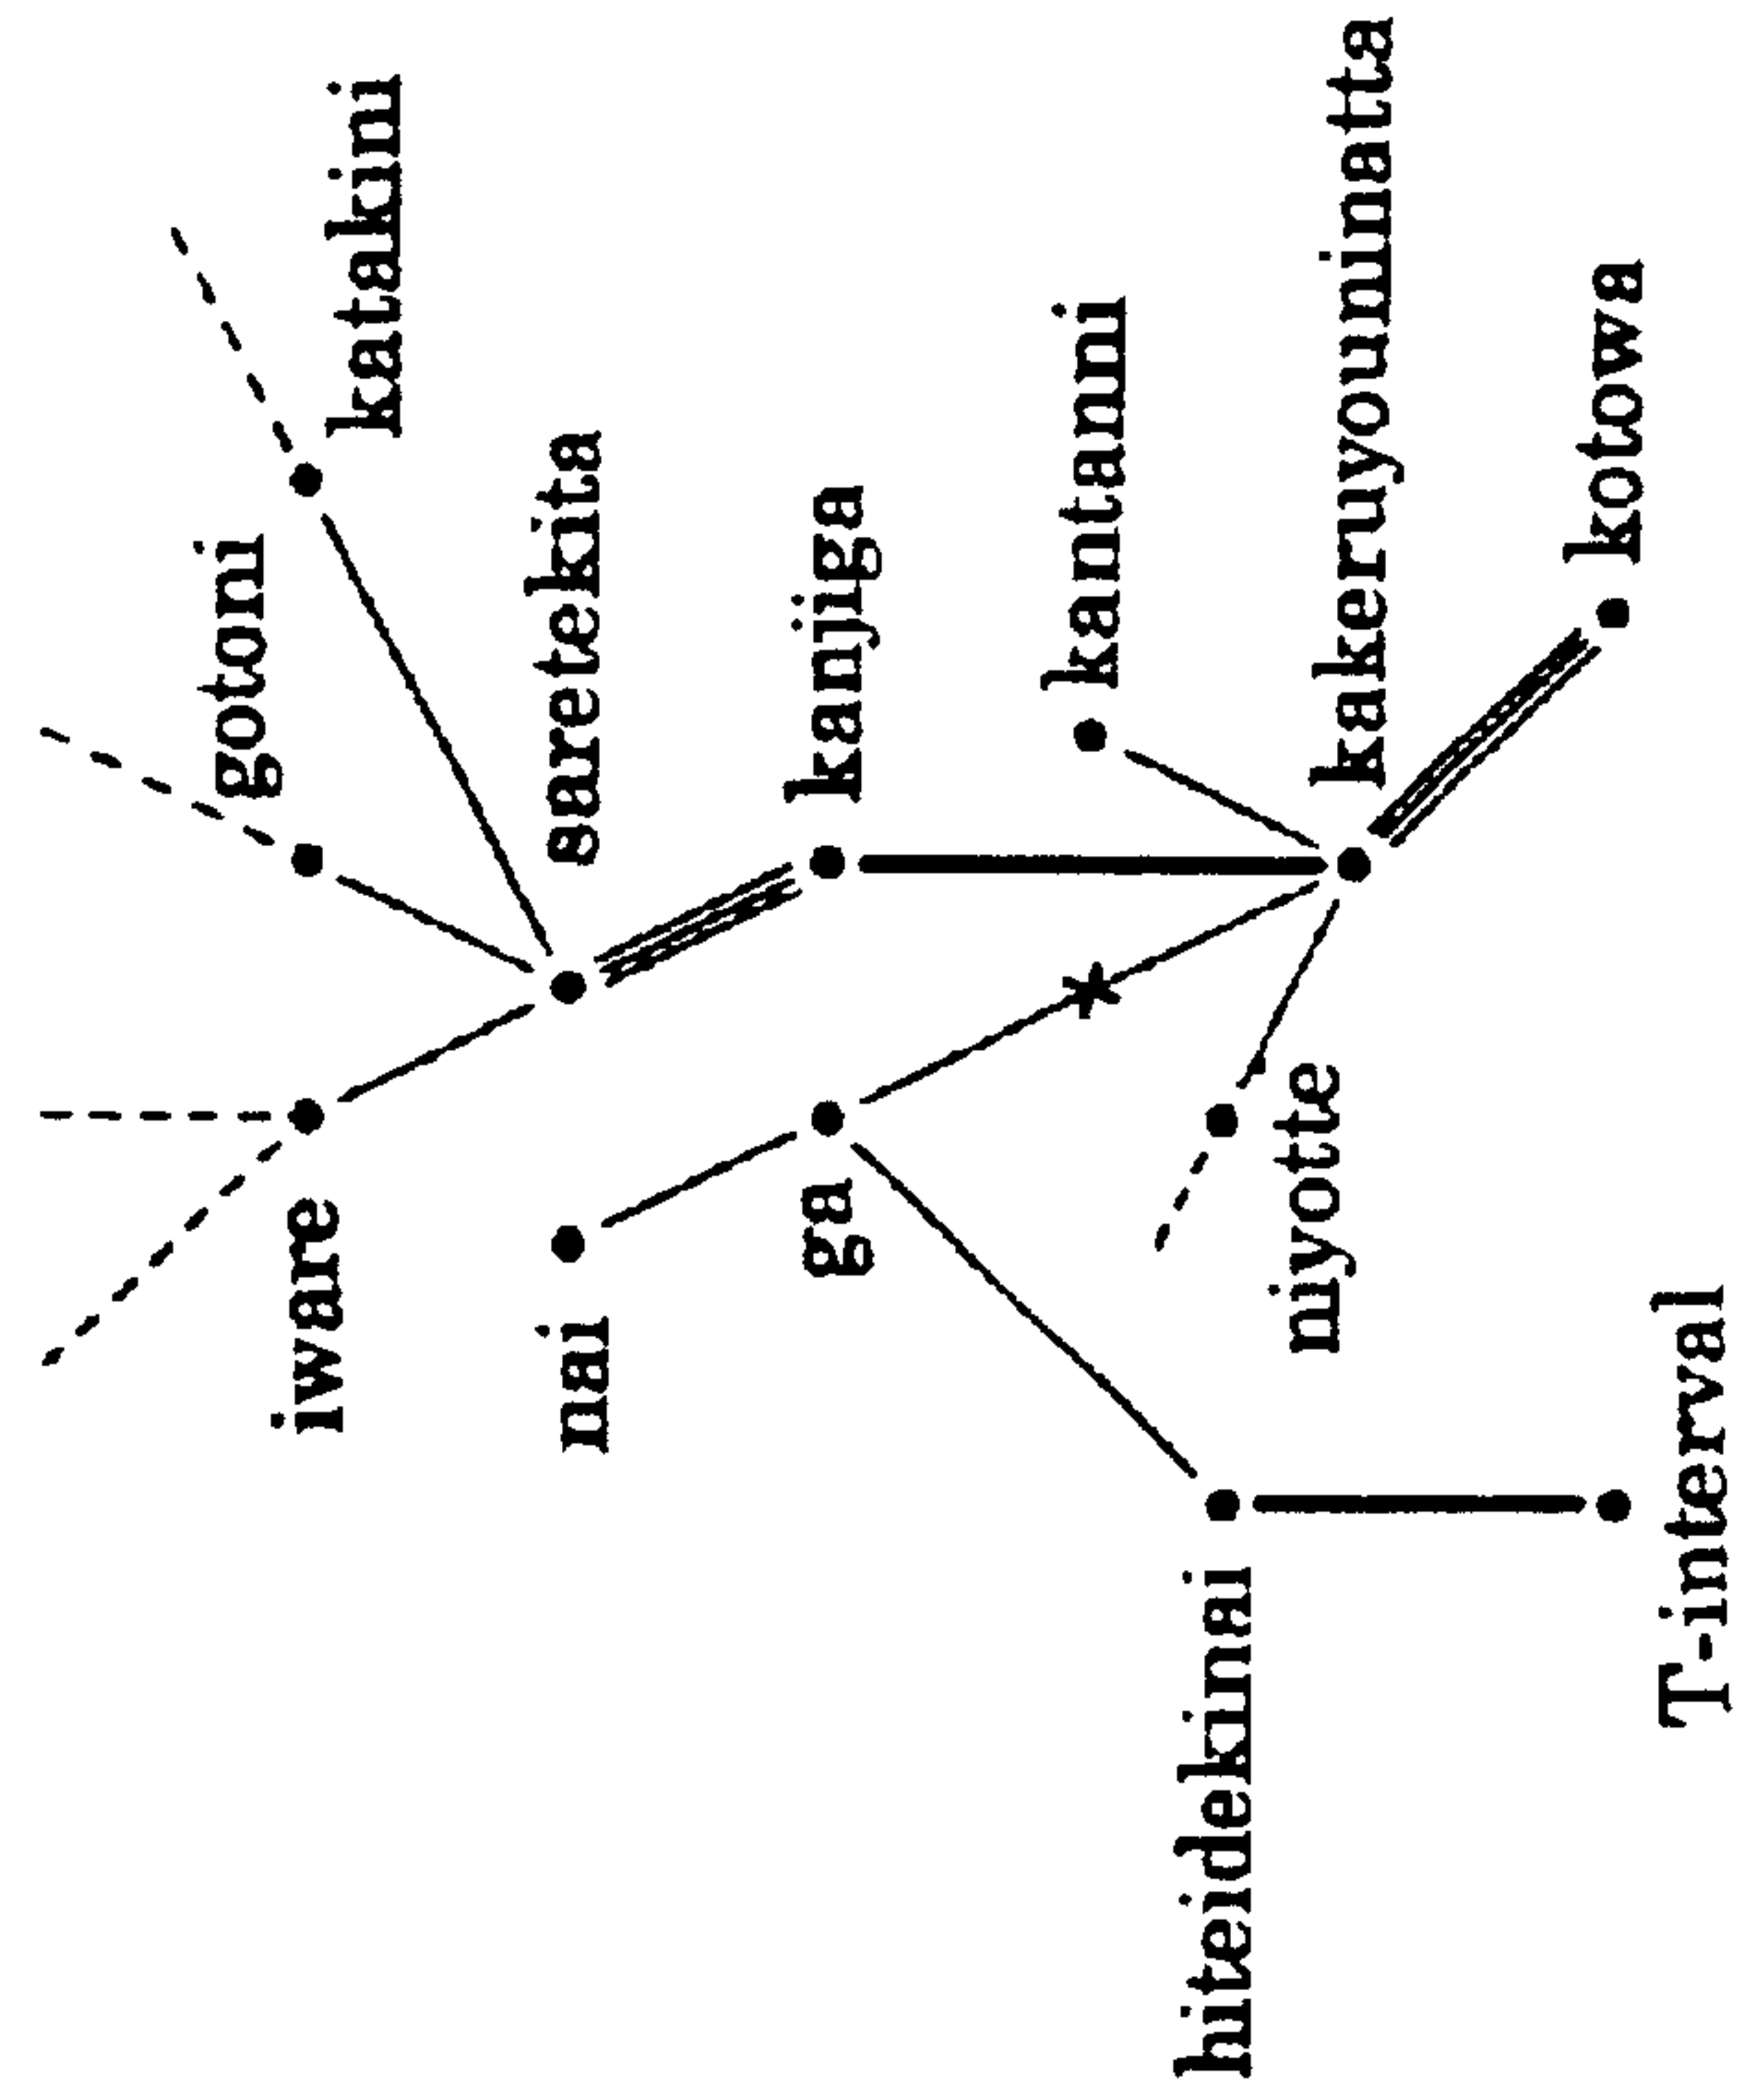 iware
gotoni
katakini
nai
saretekita
ga
kanjiga
kantanni
hiteidekinai
niyotte
kakeruyouninatta
T-interval
kotowa